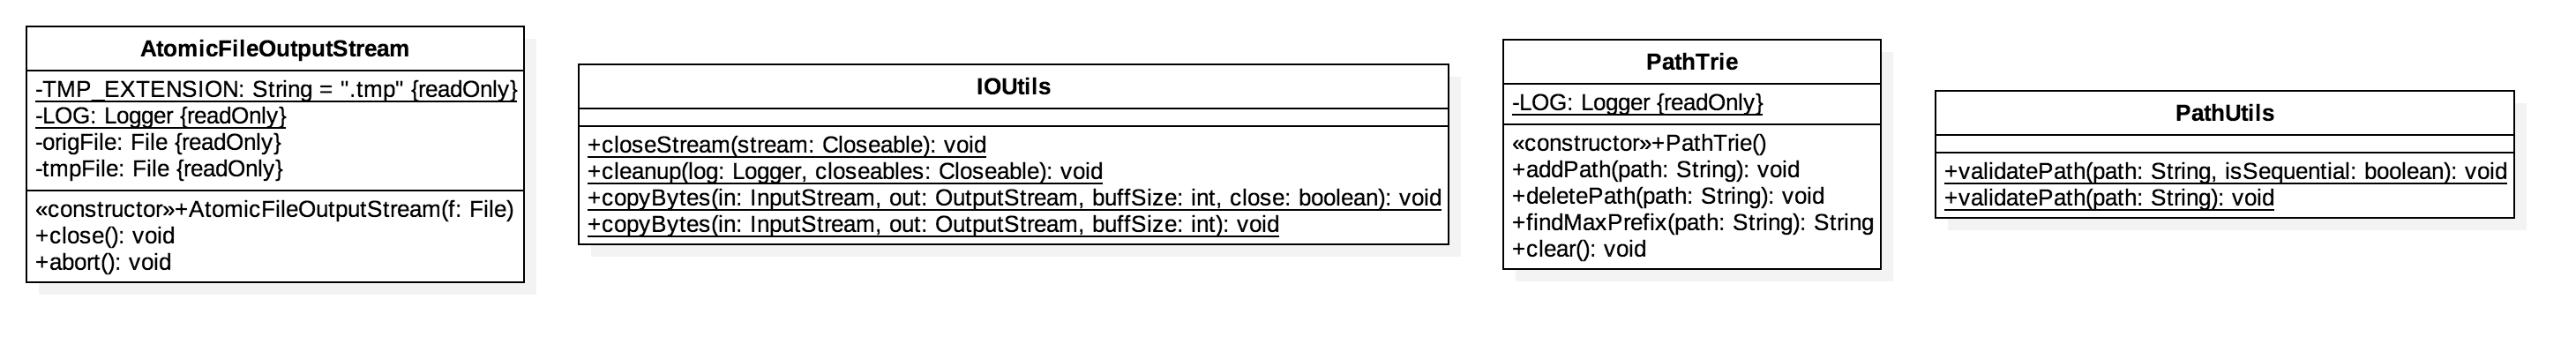 AtomicFileOutputStream
-TMP_EXTENSION: String = ".tmp" {readOnly}
-LOG: Logger {readOnly}
-origFile: File {readOnly}
-tmpFile: File {readOnly}
«constructor»+AtomicFileOutputStream(f: File)
+close(): void
+abort(): void
IOUtils
+closeStream(stream: Closeable): void
+cleanup(log: Logger, closeables: Closeable): void
+copyBytes(in: InputStream, out: OutputStream, buffSize: int, close: boolean): void
+copyBytes(in: InputStream, out: OutputStream, buffSize: int): void
PathTrie
-LOG: Logger {readOnly}
«constructor»+PathTrie()
+addPath(path: String): void
+deletePath(path: String): void
+findMaxPrefix(path: String): String
+clear(): void
PathUtils
+validatePath(path: String, isSequential: boolean): void
+validatePath(path: String): void